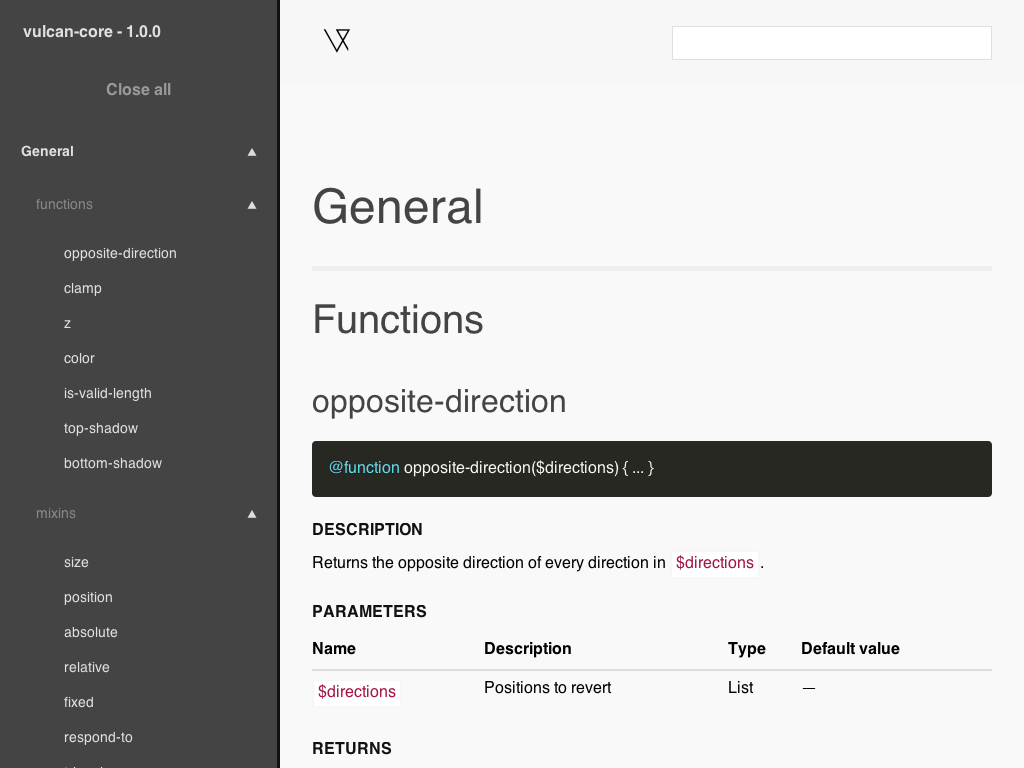 vulcan-core - 1.0.0
Close all
General
functions
opposite-direction
clamp
z
color
is-valid-length
top-shadow
bottom-shadow
mixins
size
position
absolute
relative
fixed
respond-to
General
Functions
opposite-direction
@function opposite-direction($directions) { ... }
DESCRIPTION
Returns the opposite direction of every direction in $directions .
PARAMETERS
Name Description Type Default value
$directions Positions to revert List —
RETURNS